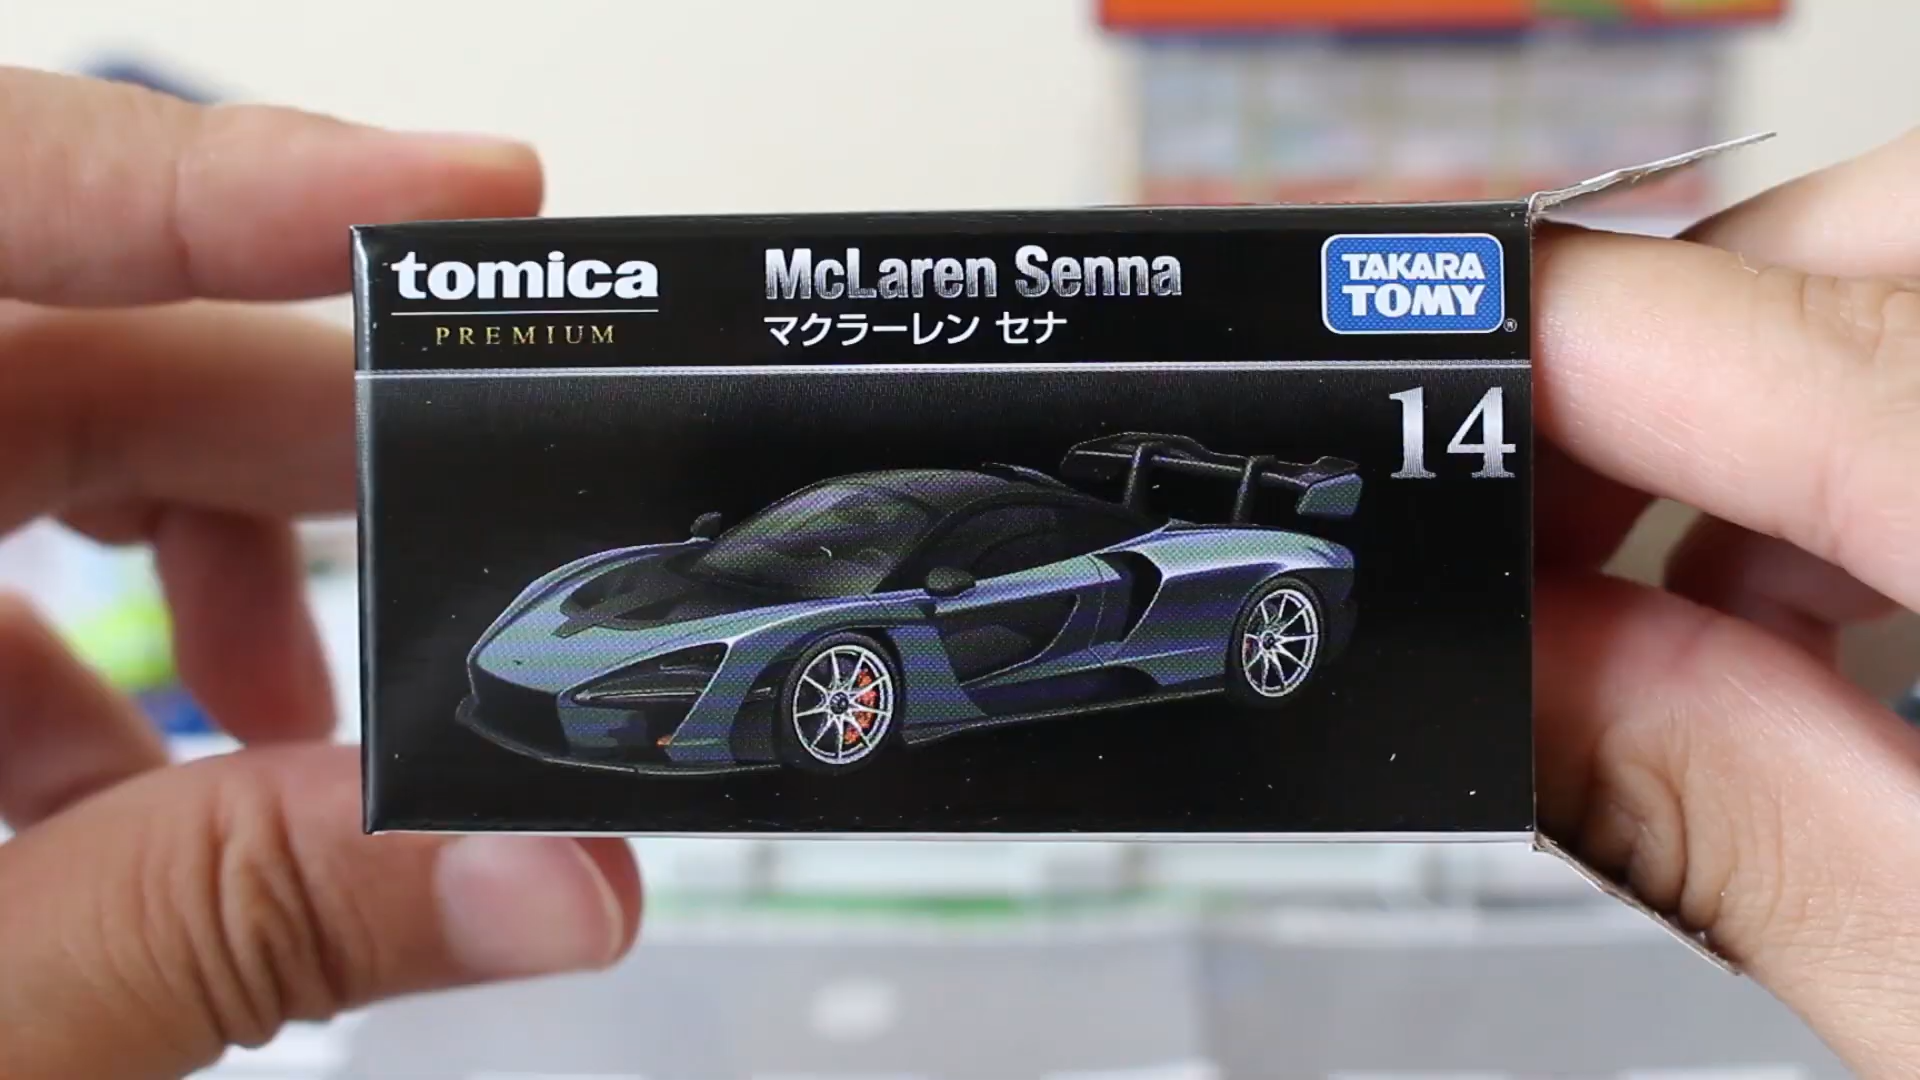 tomica
PREMIUM
McLaren Senna
マクラーレン セナ
TAKARA
TOMY®
14